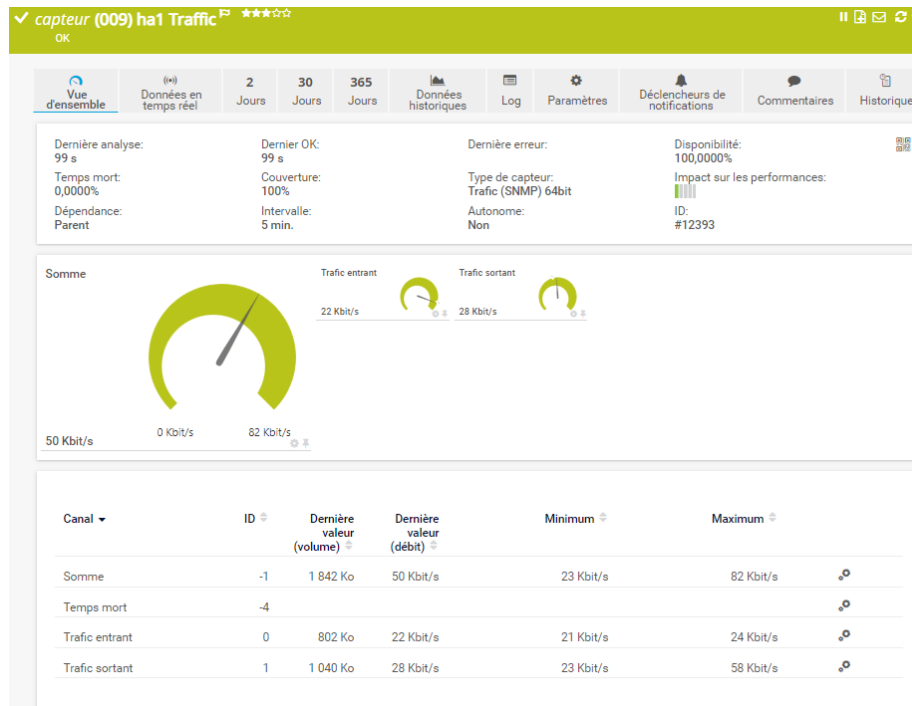 capteur (009) ha1 Traffic
OK
Vue d'ensemble
Données en temps réel
2 Jours
30 Jours
365 Jours
Données historiques
Log
Paramètres
Déclencheurs de notifications
Commentaires
Historique
Dernière analyse:
99 s
Dernier OK:
99 s
Dernière erreur:
Disponibilité:
100,0000%
Temps mort:
0,0000%
Couverture:
100%
Type de capteur:
Trafic (SNMP) 64bit
Impact sur les performances:
Dépendance:
Parent
Intervalle:
5 min.
Autonome:
Non
ID:
#12393
Somme
0 Kbit/s
82 Kbit/s
50 Kbit/s
Trafic entrant
22 Kbit/s
Trafic sortant
28 Kbit/s
Canal ID Dernière valeur (volume) Dernière valeur (débit) Minimum Maximum
Somme -1 1 842 Ko 50 Kbit/s 23 Kbit/s 82 Kbit/s
Temps mort -4
Trafic entrant 0 802 Ko 22 Kbit/s 21 Kbit/s 24 Kbit/s
Trafic sortant 1 1 040 Ko 28 Kbit/s 23 Kbit/s 58 Kbit/s